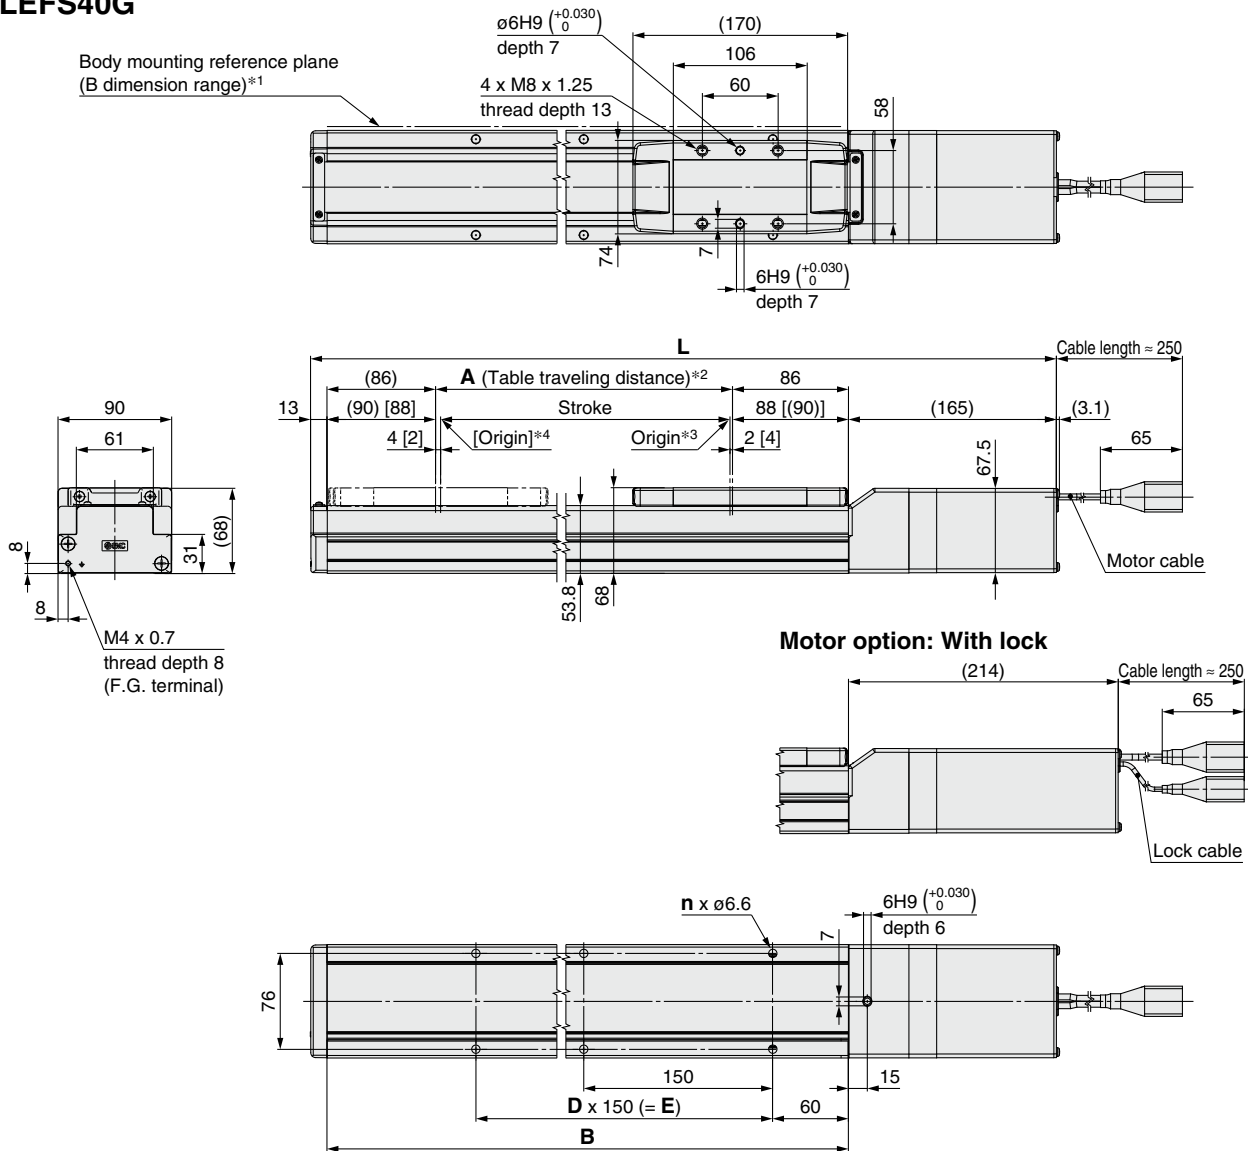 LEFS40G
ø6H9 (+0.030 0)
depth 7
(170)
Body mounting reference plane
(B dimension range)*1
106
4 x M8 x 1.25
thread depth 13
60
58
74
7
6H9 (+0.030 0)
depth 7
L
Cable length ≈ 250
(86)
A (Table traveling distance)*2
86
13
(90) [88]
Stroke
88 [(90)]
(165)
(3.1)
4 [2]
[Origin]*4
Origin*3
2 [4]
67.5
65
90
61
8
31
(68)
8
SMC
M4 x 0.7
thread depth 8
(F.G. terminal)
53.8
68
Motor cable
Motor option: With lock
(214)
Cable length ≈ 250
65
Lock cable
n x ø6.6
6H9 (+0.030 0)
depth 6
7
76
150
15
D x 150 (= E)
60
B